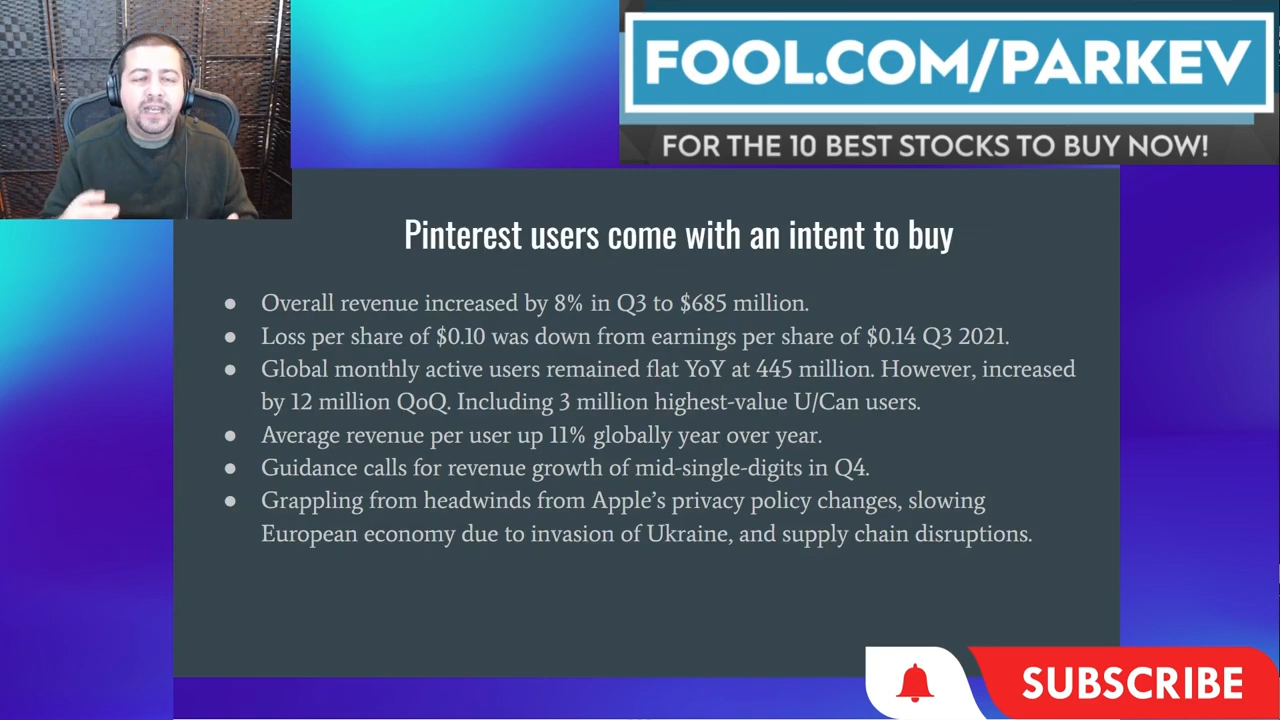 FOOL.COM/PARKEV
FOR THE 10 BEST STOCKS TO BUY NOW!
Pinterest users come with an intent to buy
● Overall revenue increased by 8% in Q3 to $685 million.
● Loss per share of $0.10 was down from earnings per share of $0.14 Q3 2021.
● Global monthly active users remained flat YoY at 445 million. However, increased
by 12 million QoQ. Including 3 million highest-value U/Can users.
● Average revenue per user up 11% globally year over year.
● Guidance calls for revenue growth of mid-single-digits in Q4.
● Grappling from headwinds from Apple’s privacy policy changes, slowing
European economy due to invasion of Ukraine, and supply chain disruptions.
SUBSCRIBE